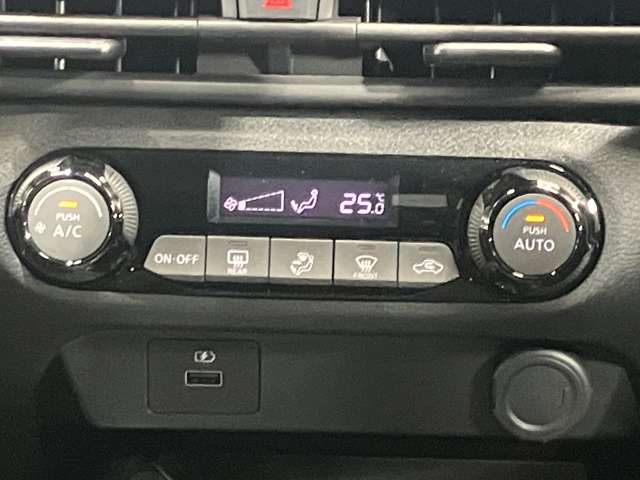 25.0 °C
PUSH
A/C
ON·OFF
REAR
FRONT
PUSH
AUTO